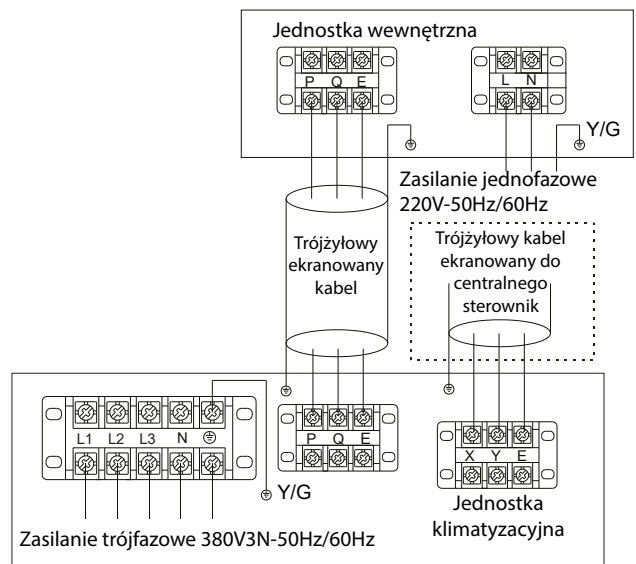 Jednostka wewnętrzna
P Q E
L N
Y/G
Zasilanie jednofazowe
220V-50Hz/60Hz
Trójżyłowy
ekranowany
kabel
Trójżyłowy kabel
ekranowany do
centralnego
sterownik
L1 L2 L3 N
P Q E
X Y E
Y/G
Jednostka
klimatyzacyjna
Zasilanie trójfazowe 380V3N-50Hz/60Hz